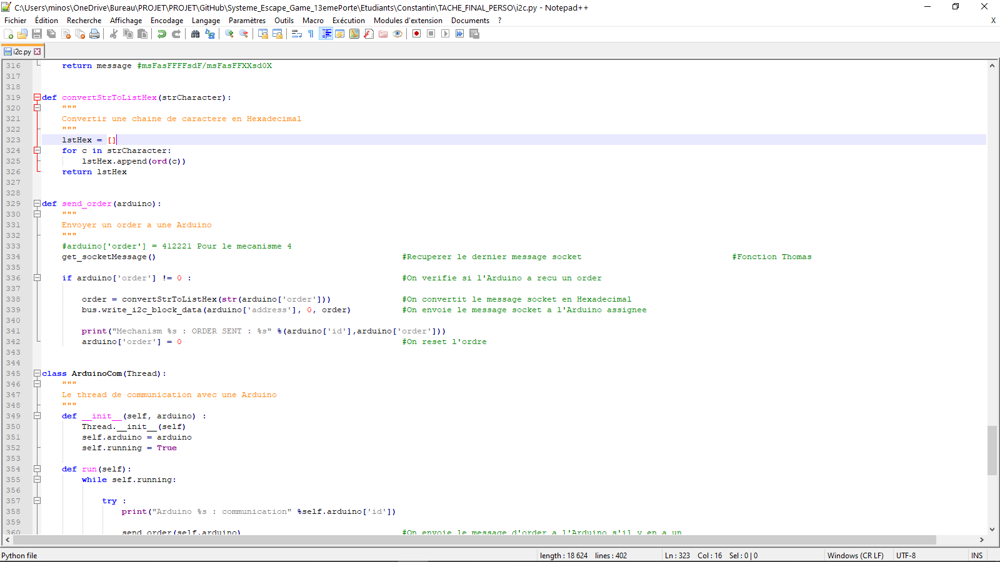 C:\Users\minos\OneDrive\Bureau\PROJET\PROJET\GitHub\Systeme_Escape_Game_13emePorte\Etudiants\Constantin\TACHE_FINAL_PERSO\i2c.py - Notepad++
Fichier Édition Recherche Affichage Encodage Langage Paramètres Outils Macro Exécution Modules d'extension Documents ? X
i2c.py
316 return message #msFasFFFFsdF/msFasFFXXsd0X
317
318
319 def convertStrToListHex(strCharacter):
320 """
321 Convertir une chaine de caractere en Hexadecimal
322 """
323 lstHex = []
324 for c in strCharacter:
325 lstHex.append(ord(c))
326 return lstHex
327
328
329 def send_order(arduino):
330 """
331 Envoyer un order a une Arduino
332 """
333 #arduino['order'] = 412221 Pour le mecanisme 4
334 get_socketMessage() #Recuperer le dernier message socket #Fonction Thomas
335
336 if arduino['order'] != 0 : #On verifie si l'Arduino a recu un order
337
338 order = convertStrToListHex(str(arduino['order'])) #On convertit le message socket en Hexadecimal
339 bus.write_i2c_block_data(arduino['address'], 0, order) #On envoie le message socket a l'Arduino assignee
340
341 print("Mechanism %s : ORDER SENT : %s" %(arduino['id'],arduino['order']))
342 arduino['order'] = 0 #On reset l'ordre
343
344
345 class ArduinoCom(Thread):
346 """
347 Le thread de communication avec une Arduino
348 """
349 def __init__(self, arduino) :
350 Thread.__init__(self)
351 self.arduino = arduino
352 self.running = True
353
354 def run(self):
355 while self.running:
356
357 try :
358 print("Arduino %s : communication" %self.arduino['id'])
359
360 send_order(self.arduino) #On envoie le message d'order a l'Arduino s'il y en a un
Python file length : 18 624 lines : 402 Ln : 323 Col : 16 Sel : 0 | 0 Windows (CR LF) UTF-8 INS